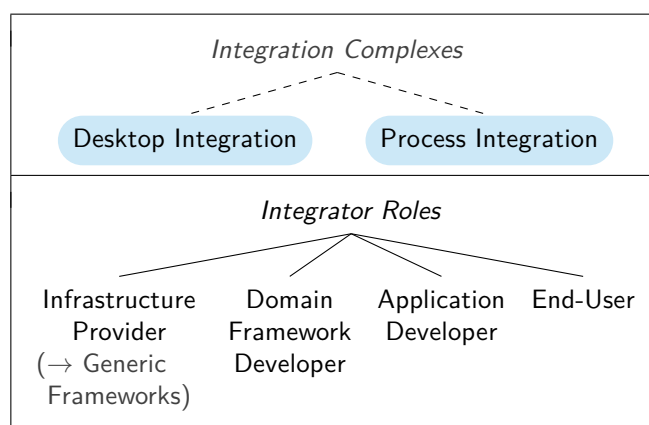 Integration Complexes
Desktop Integration
Process Integration
Integrator Roles
Infrastructure
Provider
(→ Generic
Frameworks)
Domain
Framework
Developer
Application
Developer
End-User